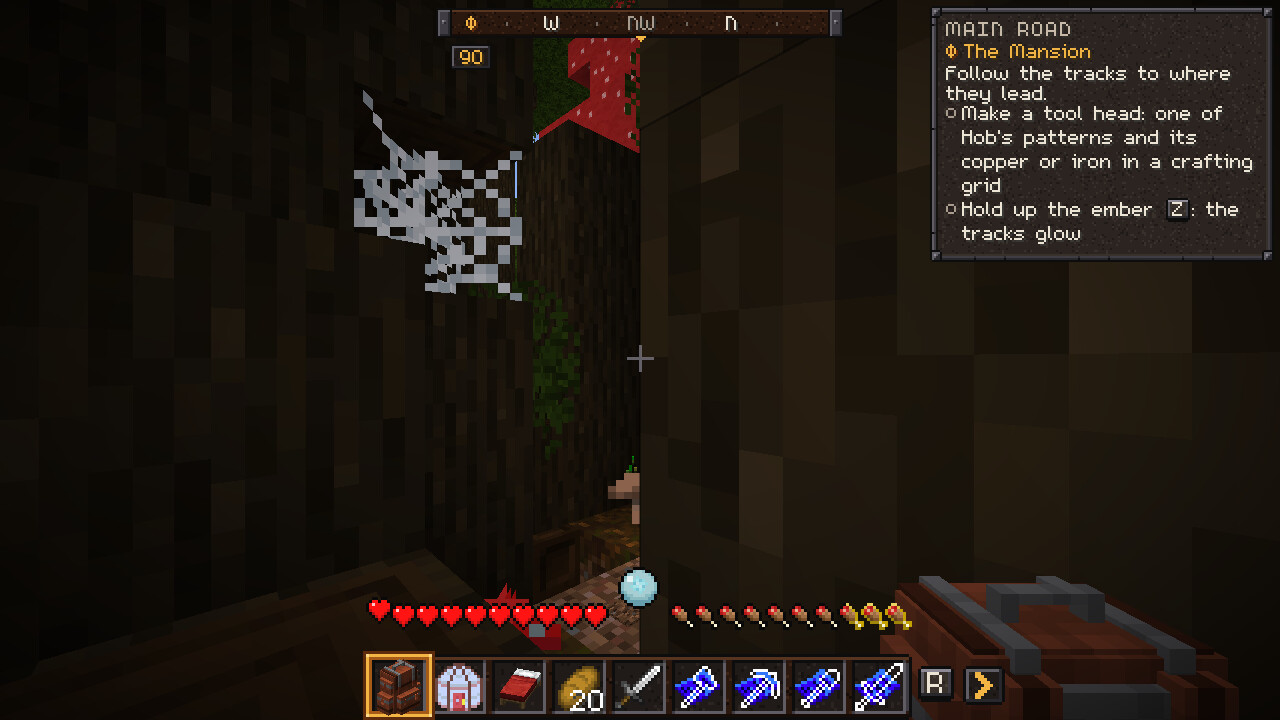 W · NW · N
90
MAIN ROAD
The Mansion
Follow the tracks to where
they lead.
Make a tool head: one of
Hob's patterns and its
copper or iron in a crafting
grid
Hold up the ember Z: the
tracks glow
20
R